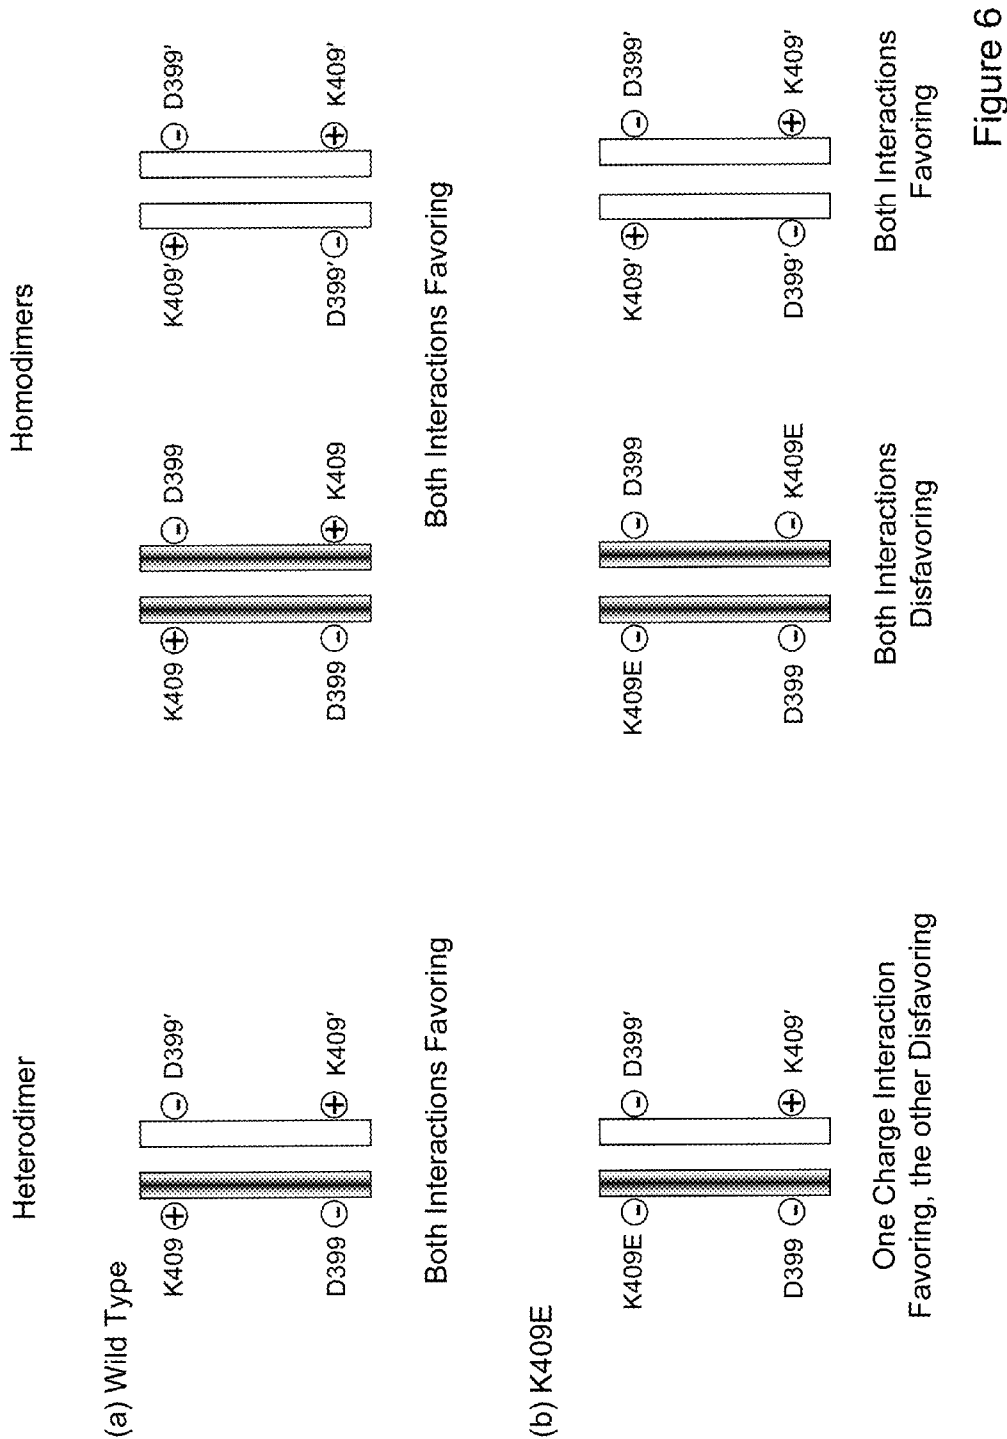 Heterodimer
Homodimers
(a) Wild Type
K409 + - D399'
D399 - + K409'
Both Interactions Favoring
K409 + - D399
D399 - + K409
K409' + - D399'
D399' - + K409'
Both Interactions Favoring
(b) K409E
K409E - - D399'
D399 - + K409'
One Charge Interaction
Favoring, the other Disfavoring
K409E - - D399
D399 - - K409E
Both Interactions
Disfavoring
K409' + - D399'
D399' - + K409'
Both Interactions
Favoring
Figure 6